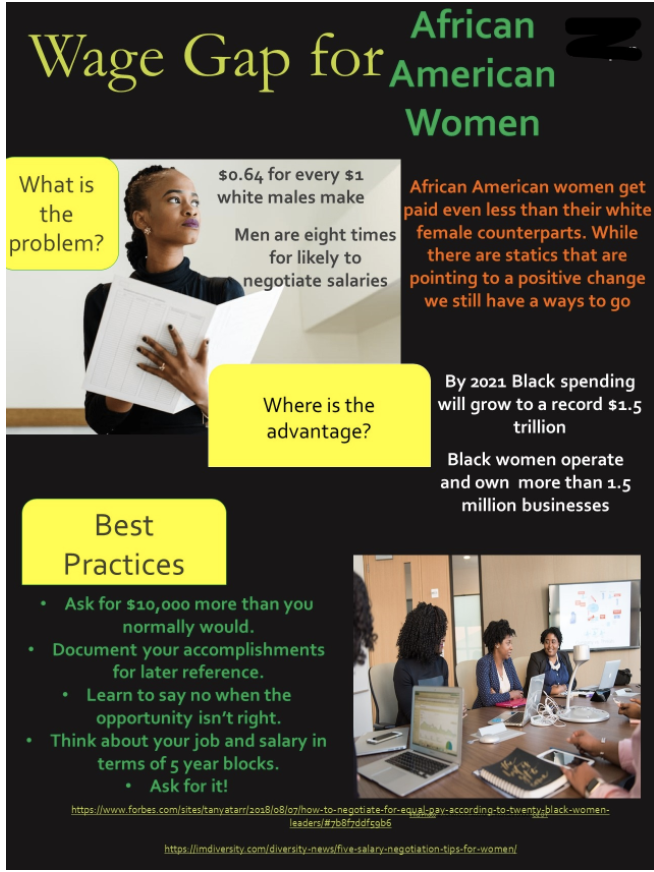 Wage Gap for
African
American
Women
What is
the
problem?
$0.64 for every $1
white males make
Men are eight times
for likely to
negotiate salaries
African American women get
paid even less than their white
female counterparts. While
there are statics that are
pointing to a positive change
we still have a ways to go
Where is the
advantage?
By 2021 Black spending
will grow to a record $1.5
trillion
Black women operate
and own more than 1.5
million businesses
Best
Practices
• Ask for $10,000 more than you
normally would.
• Document your accomplishments
for later reference.
• Learn to say no when the
opportunity isn't right.
• Think about your job and salary in
terms of 5 year blocks.
• Ask for it!
https://www.forbes.com/sites/tanyatarr/2018/08/07/how-to-negotiate-for-equal-pay-according-to-twenty-black-women-
leaders/#7b8f7ddf59b6
https://imdiversity.com/diversity-news/five-salary-negotiation-tips-for-women/